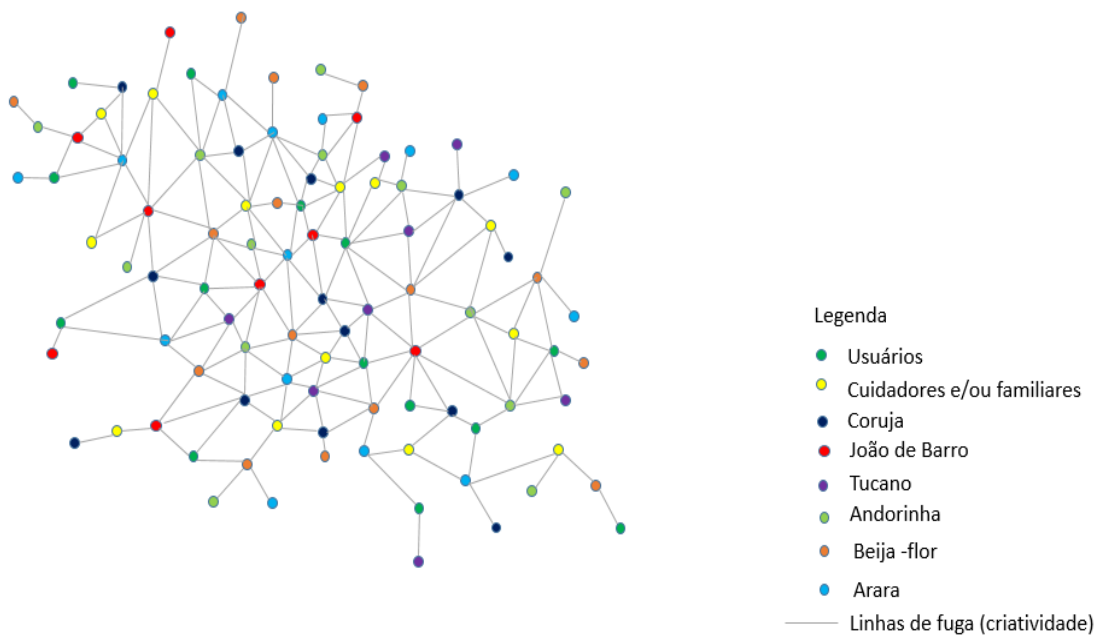 Legenda
Usuários
Cuidadores e/ou familiares
Coruja
João de Barro
Tucano
Andorinha
Beija -flor
Arara
Linhas de fuga (criatividade)